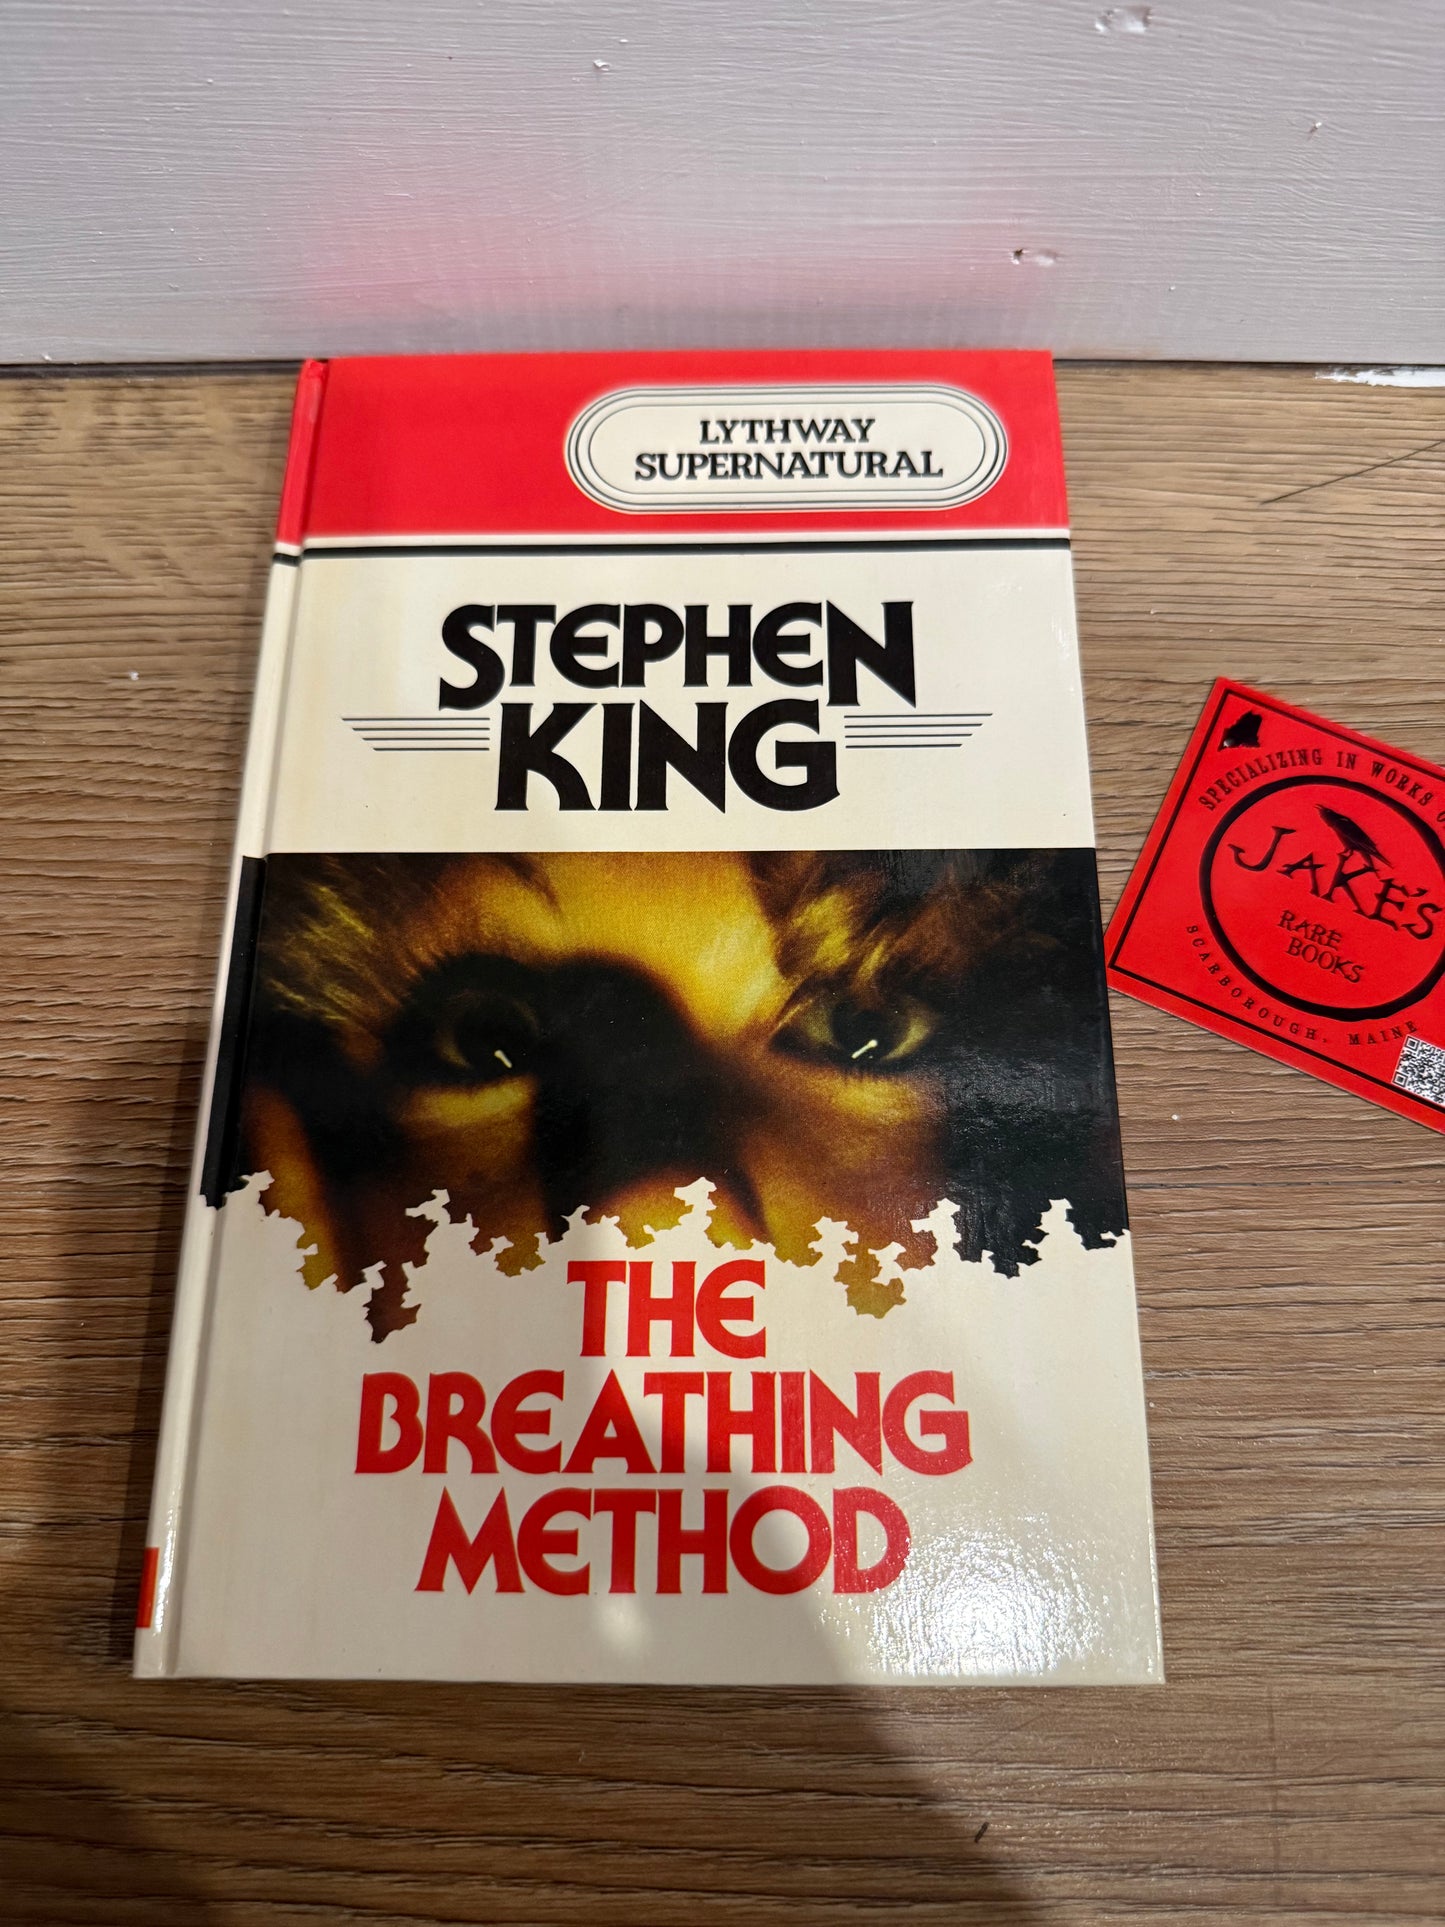 LYTHWAY
SUPERNATURAL
STEPHEN
KING
THE
BREATHING
METHOD
SPECIALIZING IN WORKS
JAKE'S
RARE
BOOKS
SCARBOROUGH, MAINE